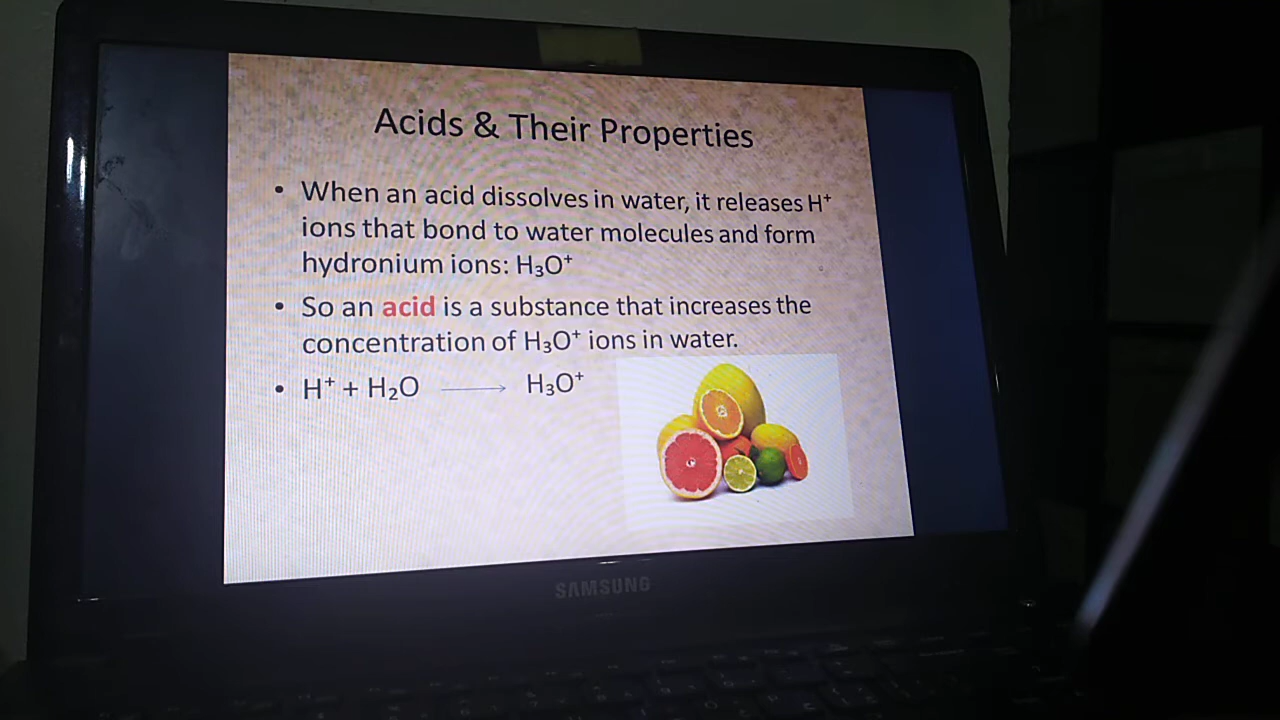 Acids & Their Properties
• When an acid dissolves in water, it releases H⁺
ions that bond to water molecules and form
hydronium ions: H₃O⁺
• So an acid is a substance that increases the
concentration of H₃O⁺ ions in water.
• H⁺ + H₂O ⟶ H₃O⁺
SAMSUNG